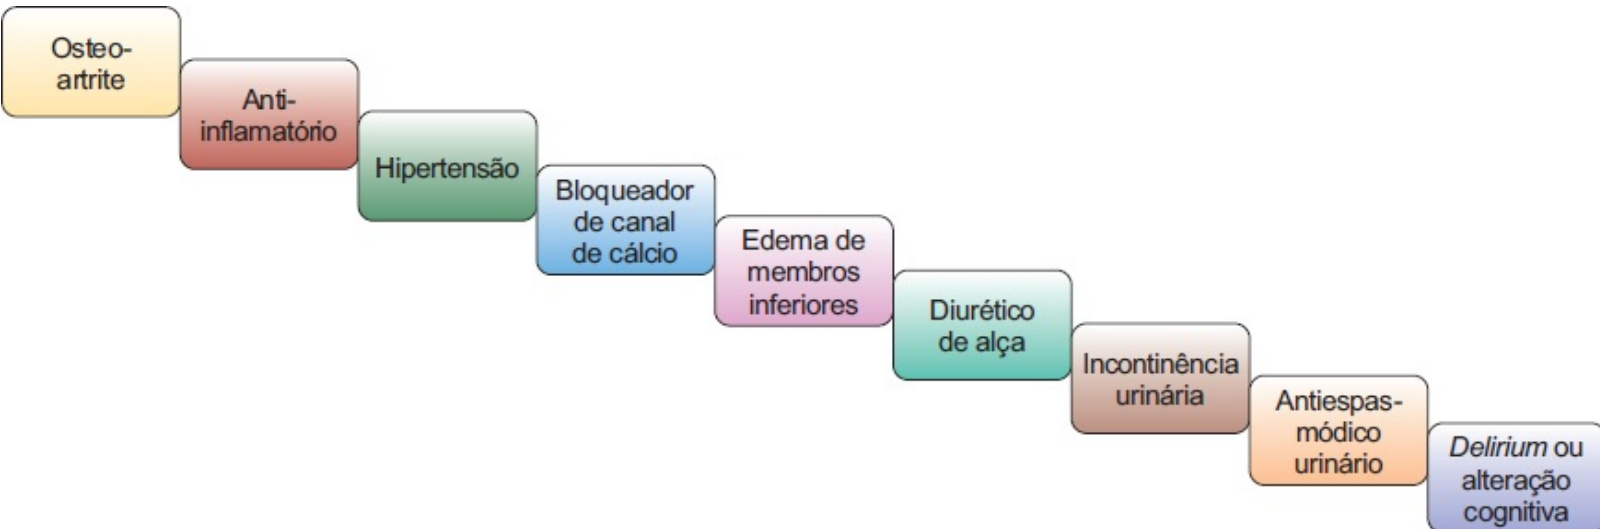 Osteo-
artrite
Anti-
inflamatório
Hipertensão
Bloqueador
de canal
de cálcio
Edema de
membros
inferiores
Diurético
de alça
Incontinência
urinária
Antiespas-
módico
urinário
Delirium ou
alteração
cognitiva